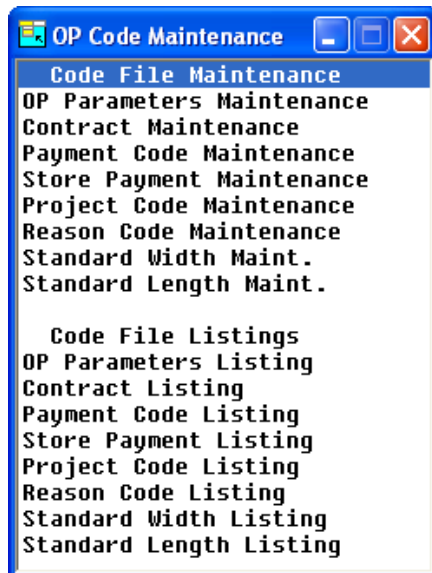 OP Code Maintenance
Code File Maintenance
OP Parameters Maintenance
Contract Maintenance
Payment Code Maintenance
Store Payment Maintenance
Project Code Maintenance
Reason Code Maintenance
Standard Width Maint.
Standard Length Maint.
Code File Listings
OP Parameters Listing
Contract Listing
Payment Code Listing
Store Payment Listing
Project Code Listing
Reason Code Listing
Standard Width Listing
Standard Length Listing